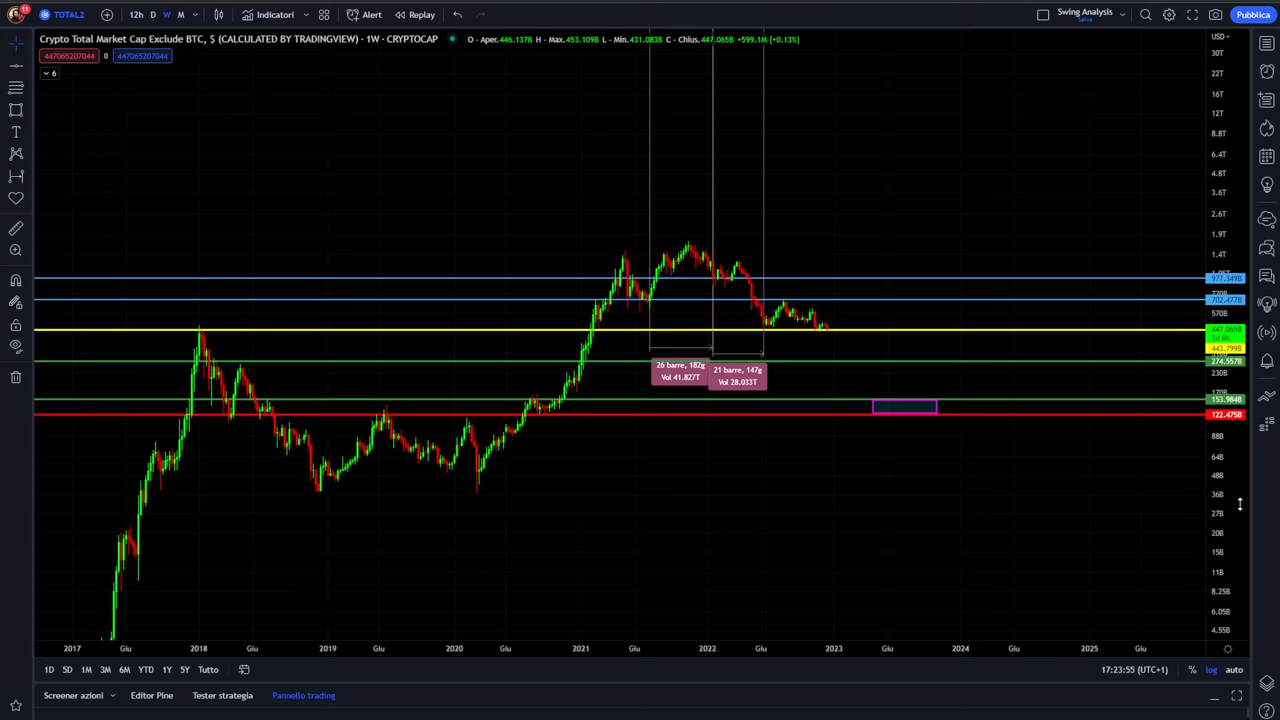 11
TOTAL2
12h D W M
Indicatori
Alert
Replay
Swing Analysis
Salva
Pubblica
Crypto Total Market Cap Exclude BTC, $ (CALCULATED BY TRADINGVIEW) · 1W · CRYPTOCAP
O - Aper.446.137B H - Max.453.109B L - Min.431.083B C - Chius.447.065B +599.1M (+0.13%)
447065207044 0 447065207044
6
USD
30T
22T
16T
12T
8.8T
6.4T
4.8T
3.6T
2.6T
1.9T
1.4T
977.349B
770B
702.477B
570B
447.065B
2d 8h
443.799B
274.557B
230B
170B
153.984B
122.475B
88B
64B
48B
36B
27B
20B
15B
11B
8.25B
6.05B
4.55B
26 barre, 182g
Vol 41.827T
21 barre, 147g
Vol 28.033T
2017 Giu 2018 Giu 2019 Giu 2020 Giu 2021 Giu 2022 Giu 2023 Giu 2024 Giu 2025 Giu
1D 5D 1M 3M 6M YTD 1Y 5Y Tutto
17:23:55 (UTC+1) % log auto
Screener azioni Editor Pine Tester strategia Pannello trading